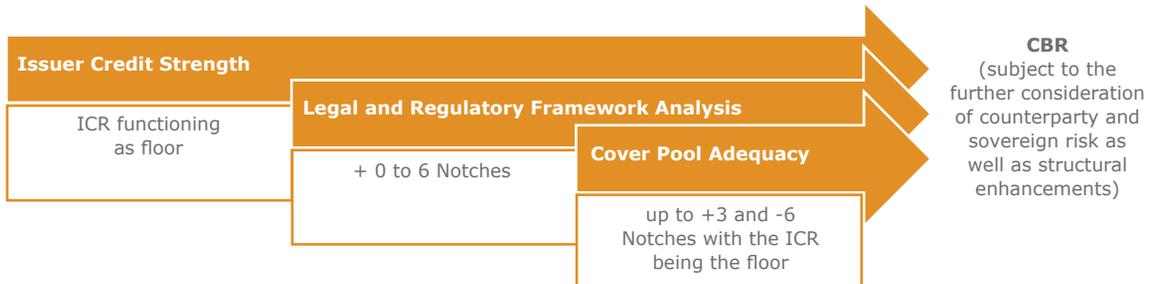 Issuer Credit Strength
ICR functioning
as floor
Legal and Regulatory Framework Analysis
+ 0 to 6 Notches
Cover Pool Adequacy
up to +3 and -6
Notches with the ICR
being the floor
CBR
(subject to the
further consideration
of counterparty and
sovereign risk as
well as structural
enhancements)